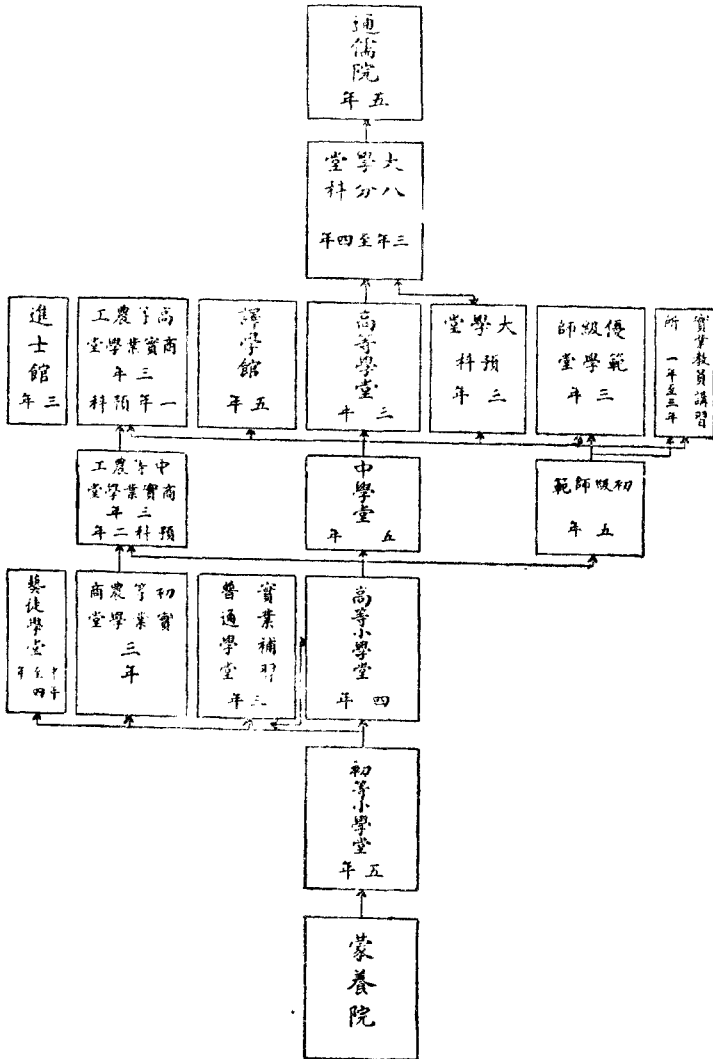 通儒院
五年
大學堂
八分科
三年至四年
實業教員講習
所 一年至三年
優級師
範學堂
三年
大學堂
預科
三年
高等學堂
三年
譯學館
五年
高等農工
商實業學堂
三年
一年預科
進士館
三年
初級師範
五年
中學堂
五年
中等農工
商實業學堂
三年
預科二年
高等小學堂
四年
實業補習
普通學堂
三年
初等農商
實業學堂
三年
藝徒學堂
半年
至四
年
初等小學堂
五年
蒙養院